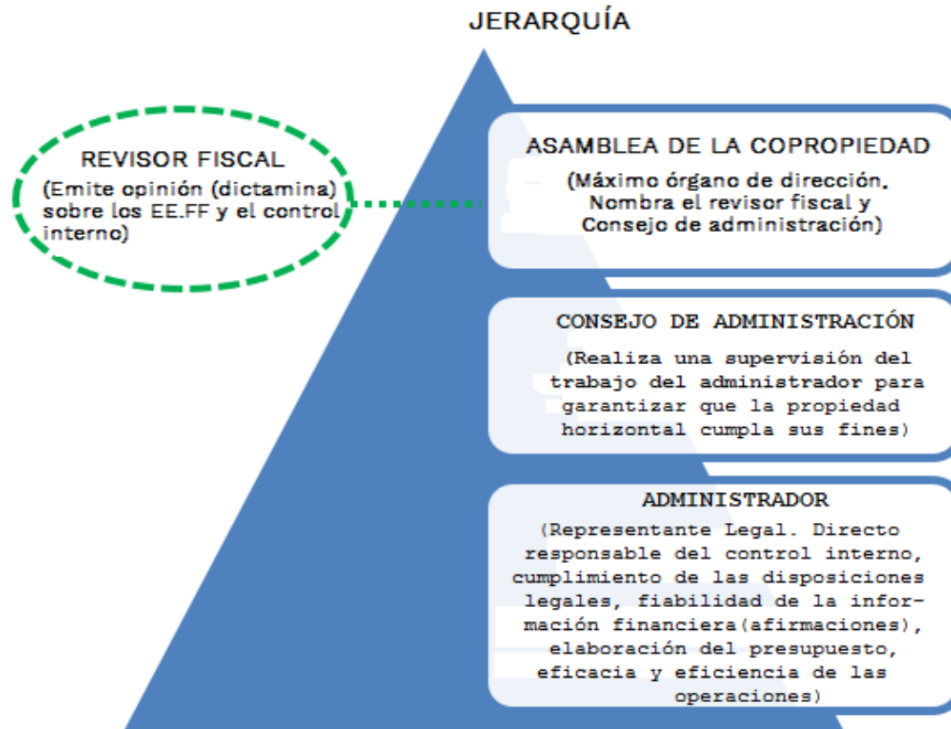 JERARQUÍA
REVISOR FISCAL
(Emite opinión (dictamina)
sobre los EE.FF y el control
interno)
ASAMBLEA DE LA COPROPIEDAD
(Máximo órgano de dirección.
Nombra el revisor fiscal y
Consejo de administración)
CONSEJO DE ADMINISTRACIÓN
(Realiza una supervisión del
trabajo del administrador para
garantizar que la propiedad
horizontal cumpla sus fines)
ADMINISTRADOR
(Representante Legal. Directo
responsable del control interno,
cumplimiento de las disposiciones
legales, fiabilidad de la infor-
mación financiera(afirmaciones),
elaboración del presupuesto,
eficacia y eficiencia de las
operaciones)